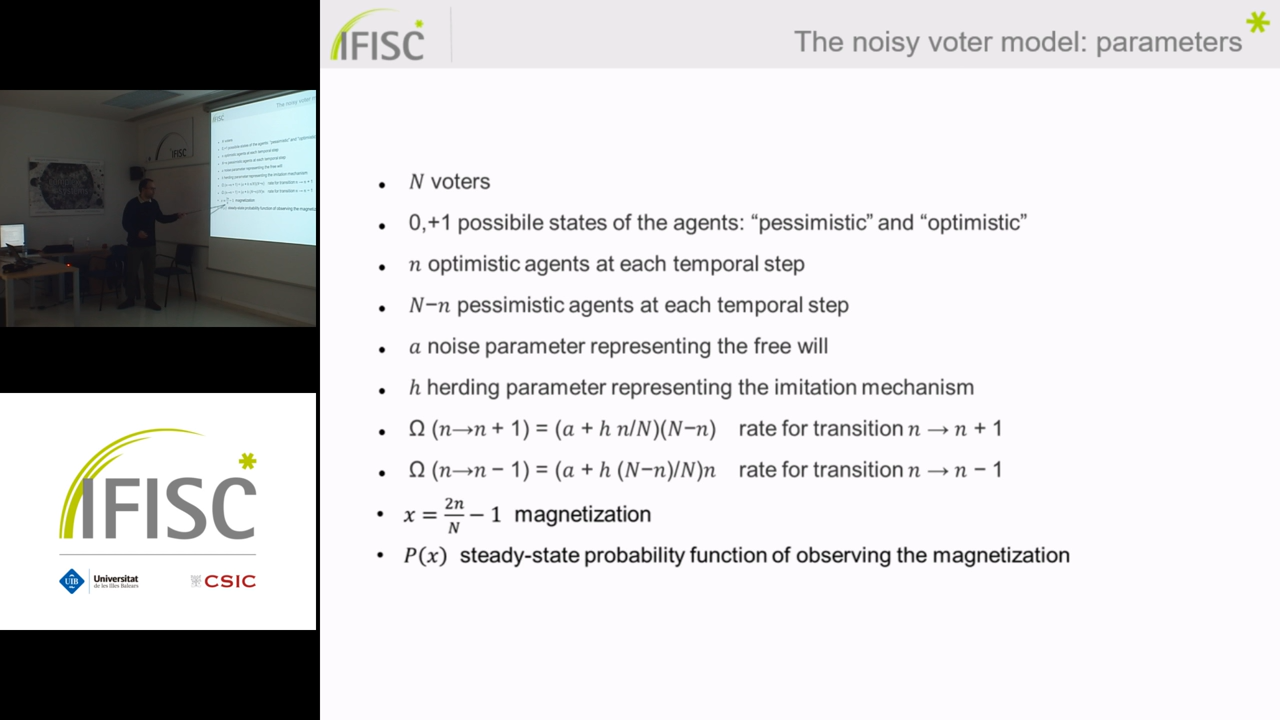 IFISC
The noisy voter model: parameters
• N voters
• 0,+1 possibile states of the agents: “pessimistic” and “optimistic”
• n optimistic agents at each temporal step
• N−n pessimistic agents at each temporal step
• a noise parameter representing the free will
• h herding parameter representing the imitation mechanism
• Ω (n→n + 1) = (a + h n/N)(N−n) rate for transition n → n + 1
• Ω (n→n − 1) = (a + h (N−n)/N)n rate for transition n → n − 1
• x = 2n/N − 1 magnetization
• P(x) steady-state probability function of observing the magnetization
IFISC
UIB Universitat
de les Illes Balears
CSIC